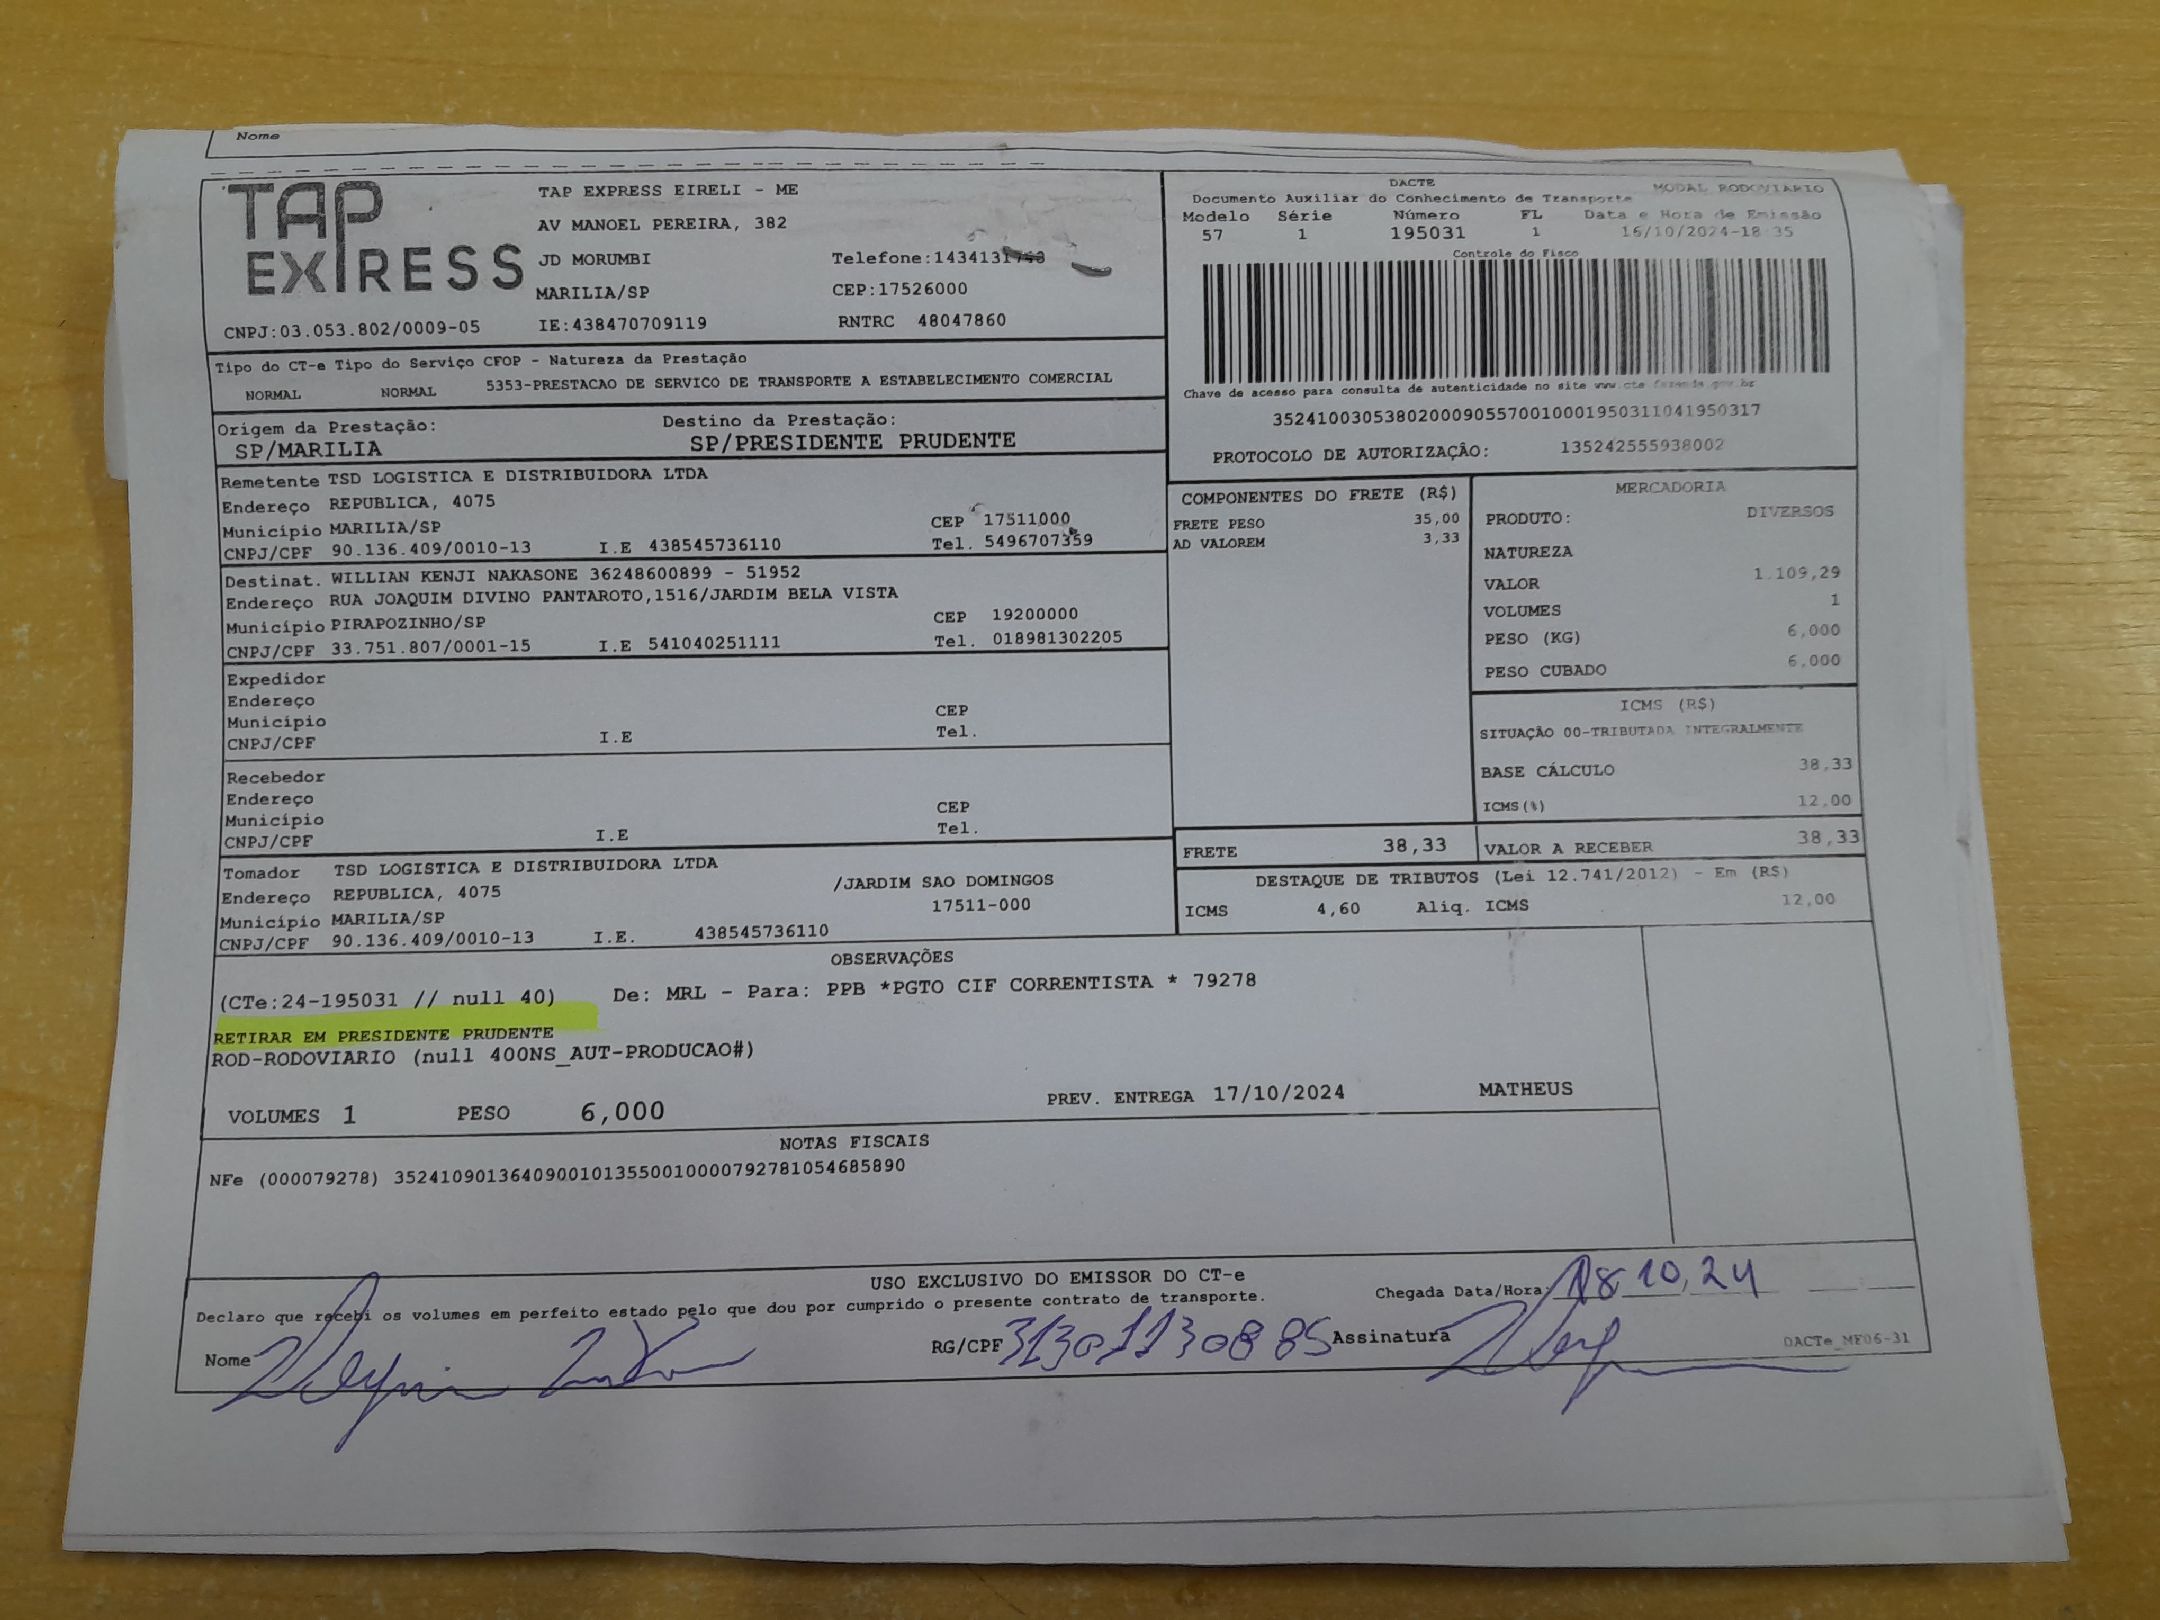 Nome
TAP EXPRESS
TAP EXPRESS EIRELI - ME
AV MANOEL PEREIRA, 382
JD MORUMBI Telefone:1434131
MARILIA/SP CEP:17526000
CNPJ:03.053.802/0009-05 IE:438470709119 RNTRC 48047860
DACTE MODAL RODOVIARIO
Documento Auxiliar do Conhecimento de Transporte
Modelo Série Número FL Data e Hora de Emissão
57 1 195031 1 16/10/2024-18:35
Controle do Fisco
Chave de acesso para consulta de autenticidade no site www.cte.fazenda.gov.br
35241003053802000905570010001950311041950317
PROTOCOLO DE AUTORIZAÇÂO: 135242555938002
Tipo do CT-e Tipo do Serviço CFOP - Natureza da Prestação
NORMAL NORMAL 5353-PRESTACAO DE SERVICO DE TRANSPORTE A ESTABELECIMENTO COMERCIAL
Origem da Prestação: Destino da Prestação:
SP/MARILIA SP/PRESIDENTE PRUDENTE
Remetente TSD LOGISTICA E DISTRIBUIDORA LTDA
Endereço REPUBLICA, 4075
Município MARILIA/SP CEP 17511000
CNPJ/CPF 90.136.409/0010-13 I.E 438545736110 Tel. 5496707359
Destinat. WILLIAN KENJI NAKASONE 36248600899 - 51952
Endereço RUA JOAQUIM DIVINO PANTAROTO,1516/JARDIM BELA VISTA
Município PIRAPOZINHO/SP CEP 19200000
CNPJ/CPF 33.751.807/0001-15 I.E 541040251111 Tel. 018981302205
Expedidor
Endereço
Município CEP
CNPJ/CPF I.E Tel.
Recebedor
Endereço
Município CEP
CNPJ/CPF I.E Tel.
Tomador TSD LOGISTICA E DISTRIBUIDORA LTDA
Endereço REPUBLICA, 4075 /JARDIM SAO DOMINGOS
Município MARILIA/SP 17511-000
CNPJ/CPF 90.136.409/0010-13 I.E. 438545736110
COMPONENTES DO FRETE (R$)
FRETE PESO 35,00
AD VALOREM 3,33
MERCADORIA
PRODUTO: DIVERSOS
NATUREZA
VALOR 1.109,29
VOLUMES 1
PESO (KG) 6,000
PESO CUBADO 6,000
ICMS (R$)
SITUAÇÃO 00-TRIBUTADA INTEGRALMENTE
BASE CÁLCULO 38,33
ICMS(%) 12,00
FRETE 38,33 VALOR A RECEBER 38,33
DESTAQUE DE TRIBUTOS (Lei 12.741/2012) - Em (R$)
ICMS 4,60 Aliq. ICMS 12,00
OBSERVAÇÕES
(CTe:24-195031 // null 40) De: MRL - Para: PPB *PGTO CIF CORRENTISTA * 79278
RETIRAR EM PRESIDENTE PRUDENTE
ROD-RODOVIARIO (null 400NS_AUT-PRODUCAO#)
VOLUMES 1 PESO 6,000 PREV. ENTREGA 17/10/2024 MATHEUS
NOTAS FISCAIS
NFe (000079278) 35241090136409001013550010000792781054685890
USO EXCLUSIVO DO EMISSOR DO CT-e
Declaro que recebi os volumes em perfeito estado pelo que dou por cumprido o presente contrato de transporte. Chegada Data/Hora: 18 10,24
Nome RG/CPF 31301130885 Assinatura DACTe_MF06-31